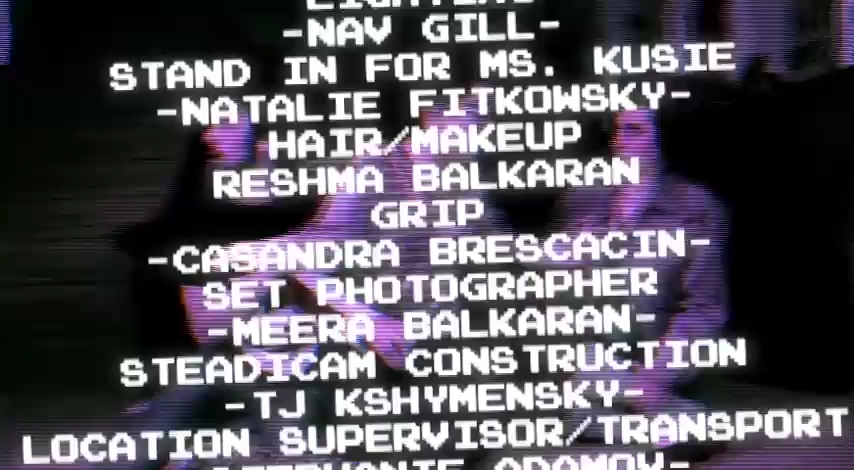 LIGHTING
-NAV GILL-
STAND IN FOR MS. KUSIE
-NATALIE FITKOWSKY-
HAIR/MAKEUP
RESHMA BALKARAN
GRIP
-CASANDRA BRESCACIN-
SET PHOTOGRAPHER
-MEERA BALKARAN-
STEADICAM CONSTRUCTION
-TJ KSHYMENSKY-
LOCATION SUPERVISOR/TRANSPORT